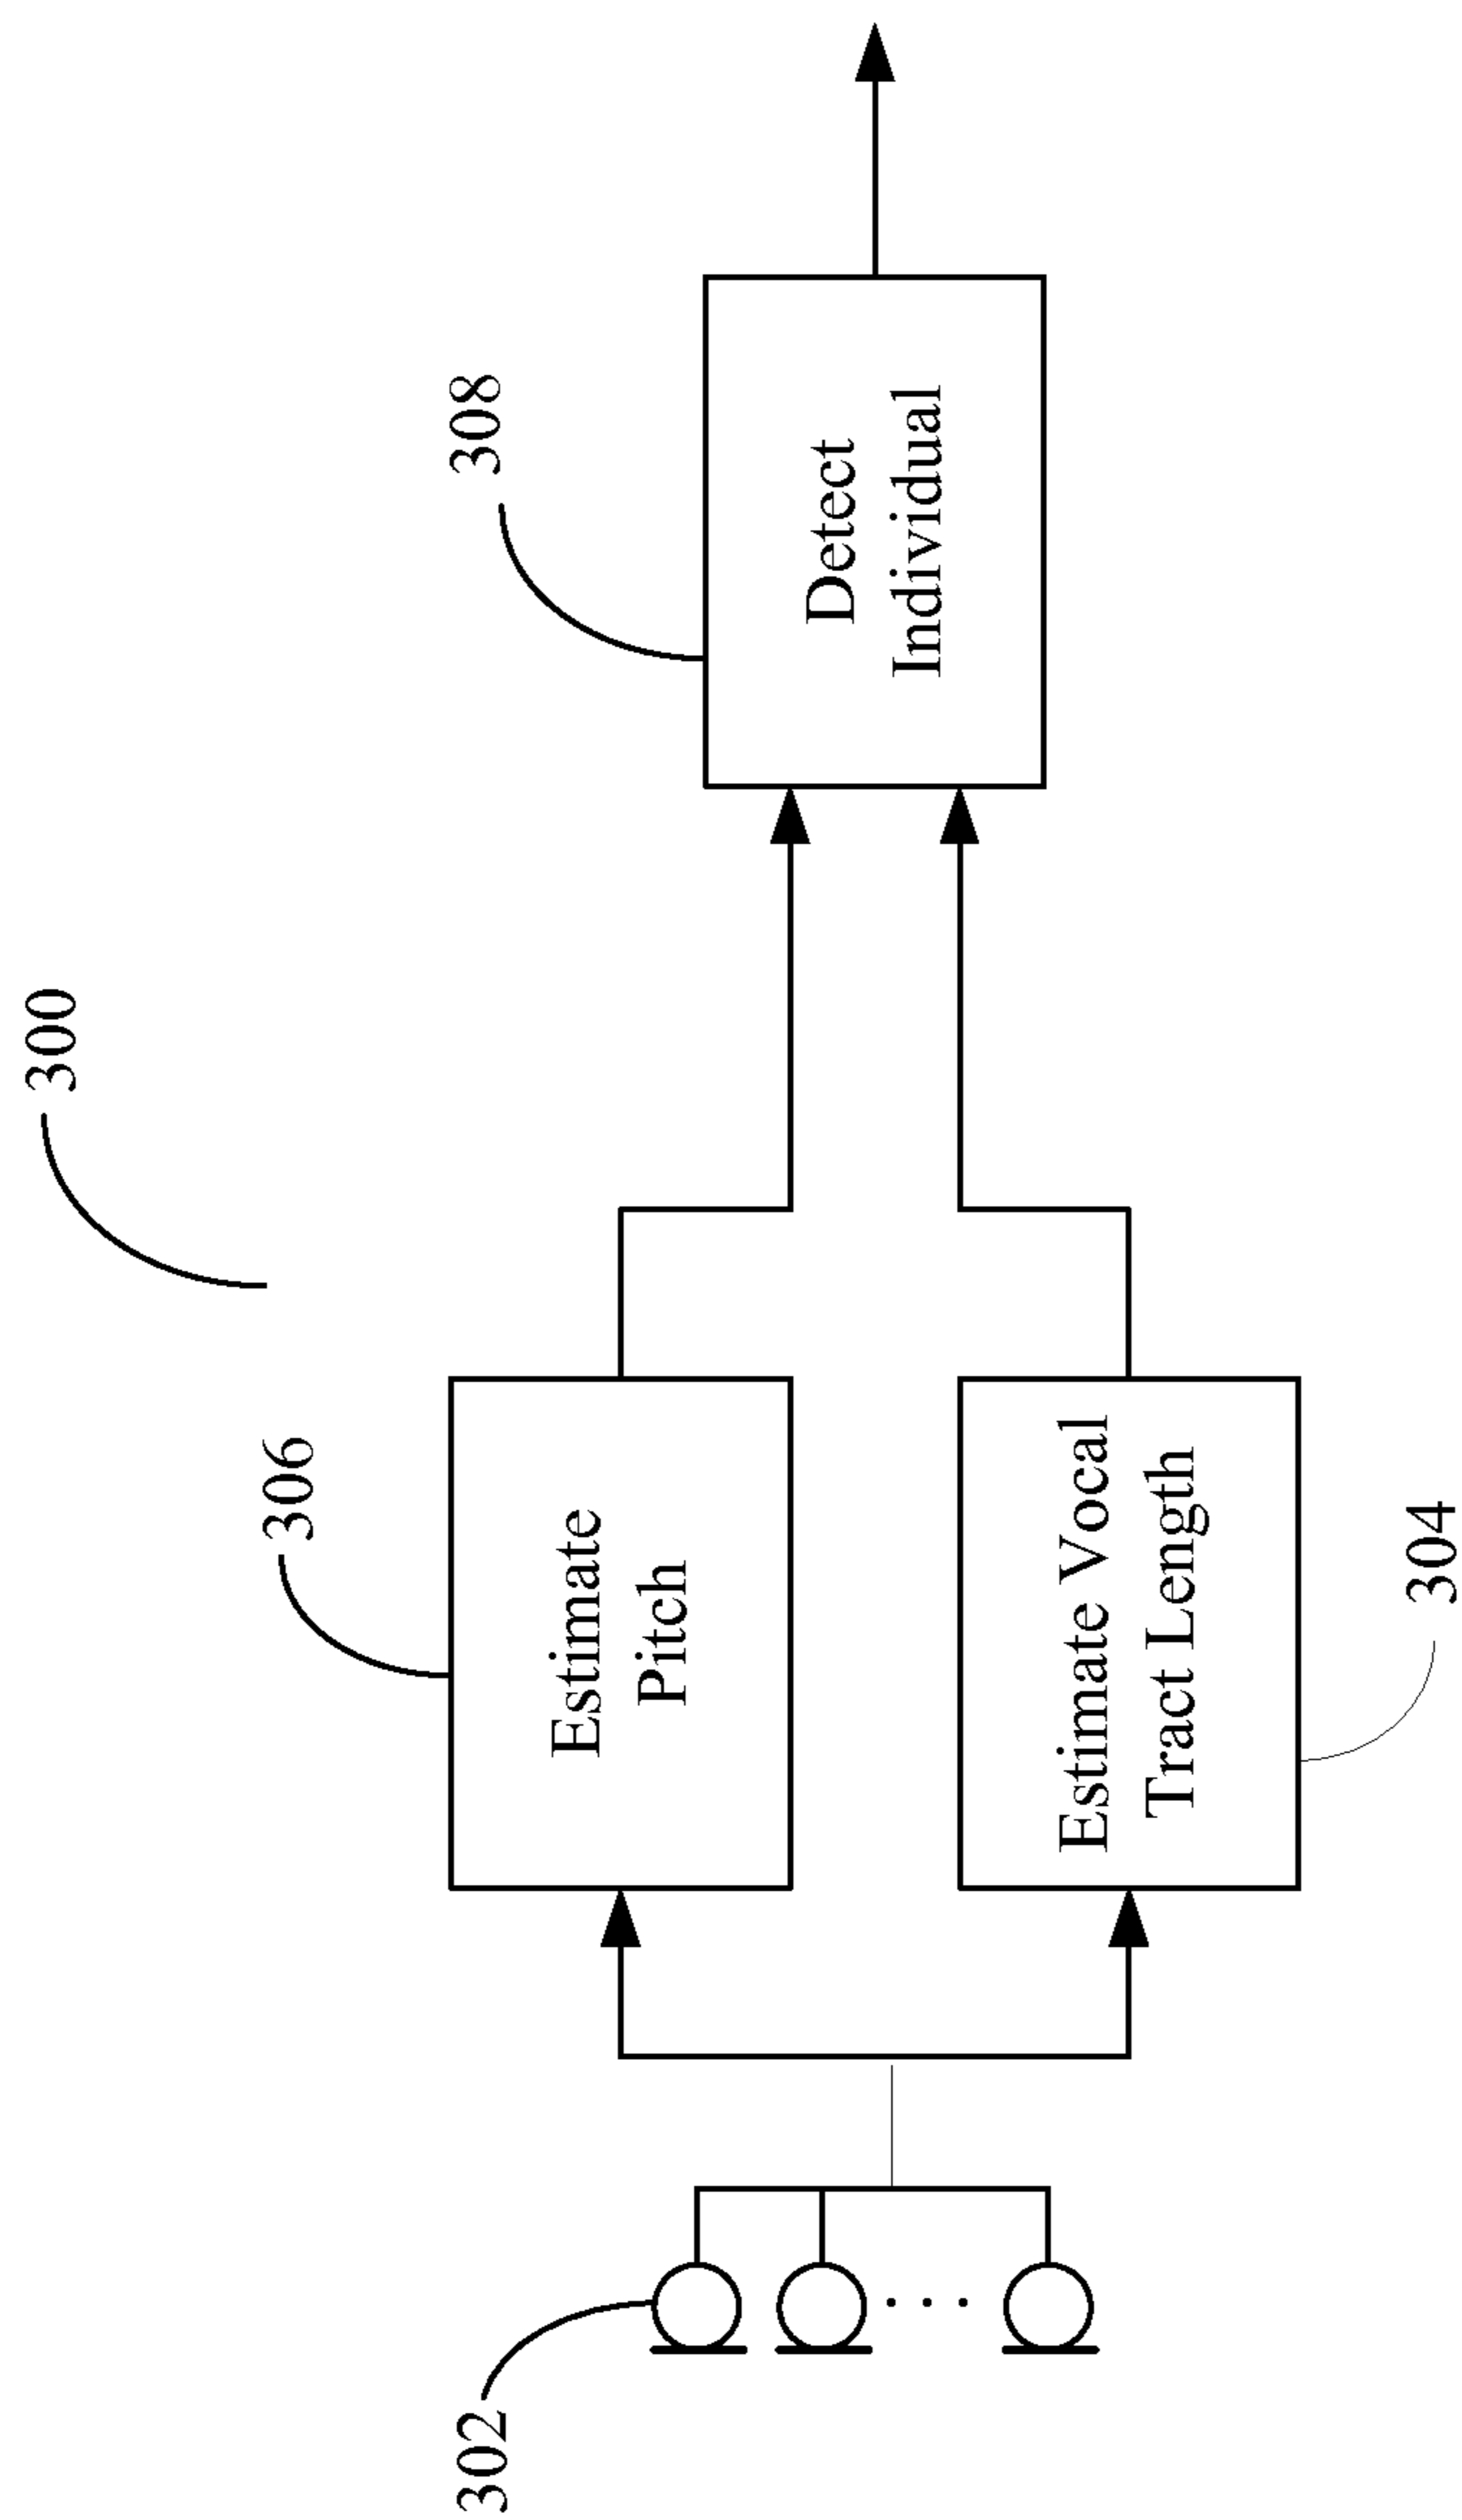 300
308
Detect
Individual
306
Estimate
Pitch
Estimate Vocal
Tract Length
304
302